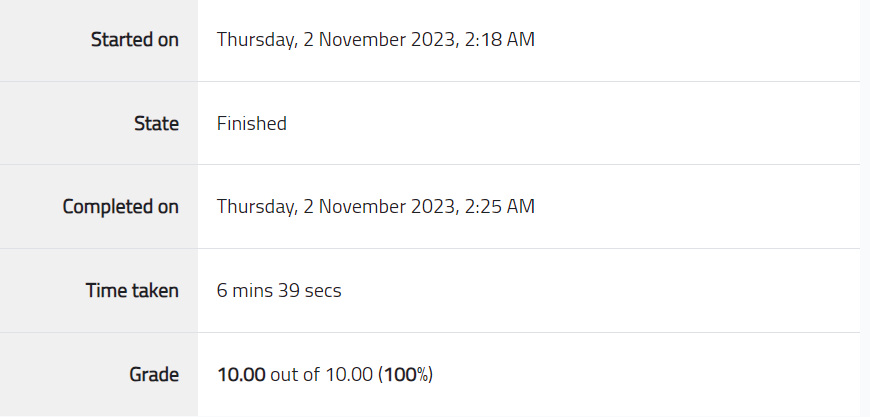 Started on Thursday, 2 November 2023, 2:18 AM
State Finished
Completed on Thursday, 2 November 2023, 2:25 AM
Time taken 6 mins 39 secs
Grade 10.00 out of 10.00 (100%)